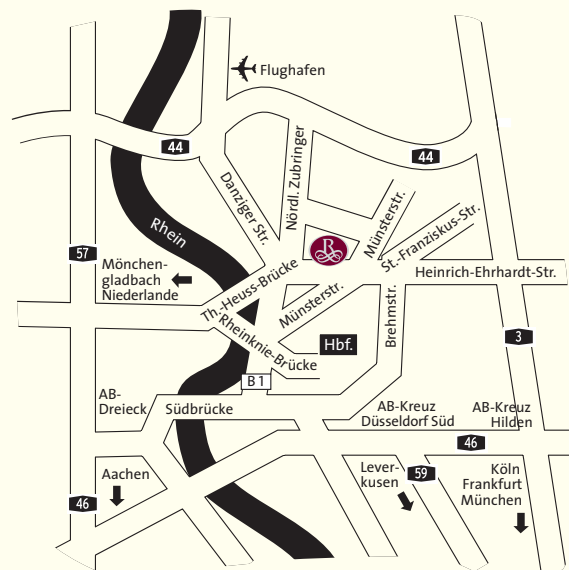 Flughafen
44
44
Nördl. Zubringer
Danziger Str.
Münsterstr.
St.-Franziskus-Str.
Rhein
R
57
Mönchen-
gladbach
Niederlande
Heinrich-Ehrhardt-Str.
Th.-Heuss-Brücke
Münsterstr.
Brehmstr.
Rheinknie-Brücke
Hbf.
3
B 1
AB-
Dreieck
Südbrücke
AB-Kreuz
Düsseldorf Süd
AB-Kreuz
Hilden
46
Aachen
Lever-
kusen
59
Köln
Frankfurt
München
46